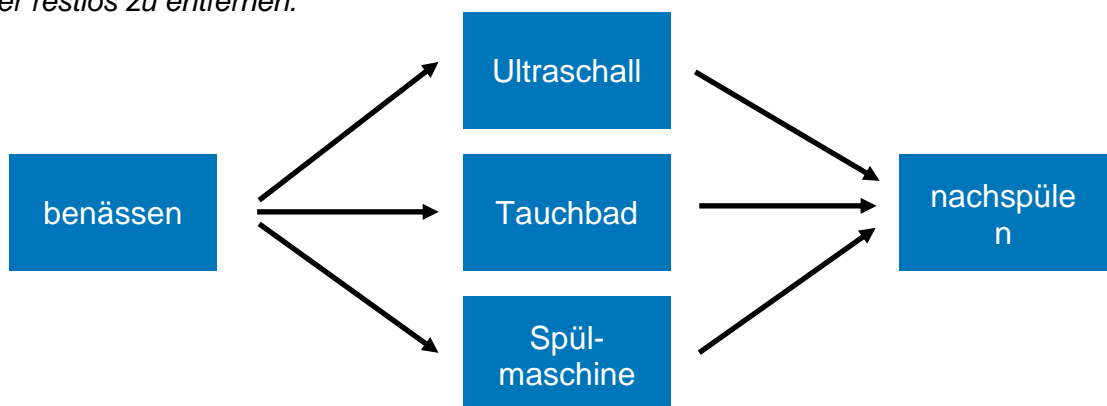 er restlos zu entfernen.
Ultraschall
benässen
Tauchbad
nachspüle
n
Spül-
maschine